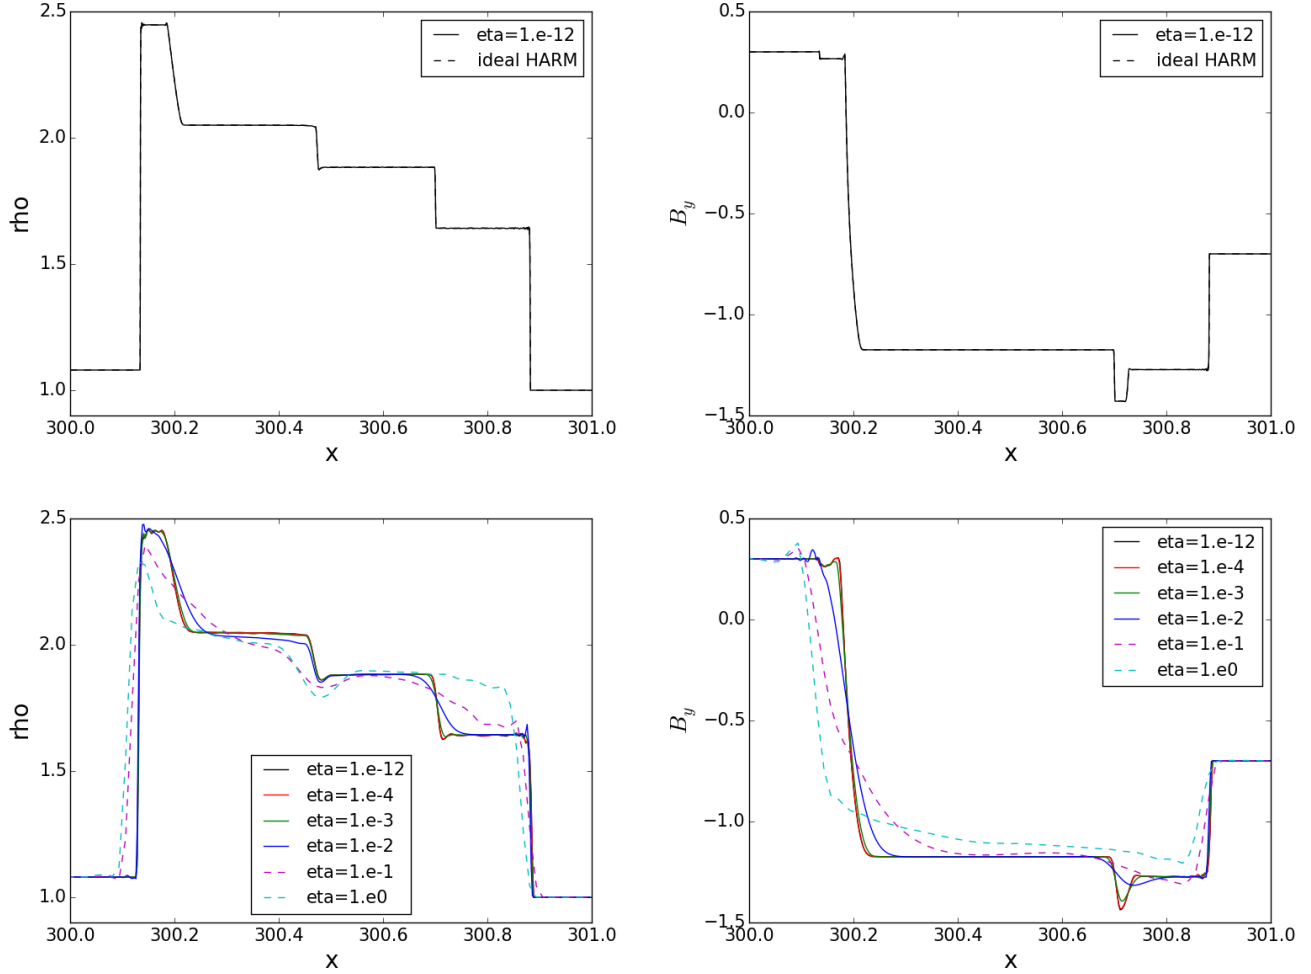 2.5
2.0
1.5
1.0
rho
eta=1.e-12
ideal HARM
300.0
300.2
300.4
300.6
300.8
301.0
x
0.5
0.0
−0.5
−1.0
−1.5
B_y
eta=1.e-12
ideal HARM
300.0
300.2
300.4
300.6
300.8
301.0
x
2.5
2.0
1.5
1.0
rho
eta=1.e-12
eta=1.e-4
eta=1.e-3
eta=1.e-2
eta=1.e-1
eta=1.e0
300.0
300.2
300.4
300.6
300.8
301.0
x
0.5
0.0
−0.5
−1.0
−1.5
B_y
eta=1.e-12
eta=1.e-4
eta=1.e-3
eta=1.e-2
eta=1.e-1
eta=1.e0
300.0
300.2
300.4
300.6
300.8
301.0
x